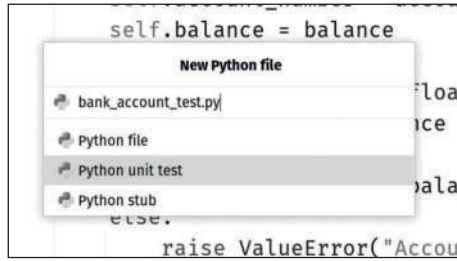 self.balance = balance
New Python file
bank_account_test.py
Python file
Python unit test
Python stub
else:
raise ValueError("Accou